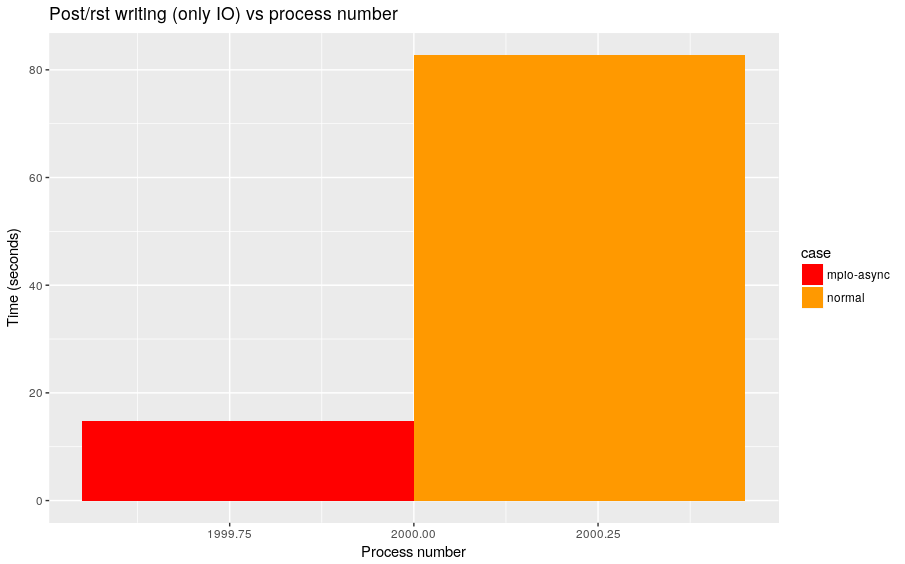 Post/rst writing (only IO) vs process number
80
60
40
20
0
Time (seconds)
1999.75
2000.00
2000.25
Process number
case
mpio-async
normal